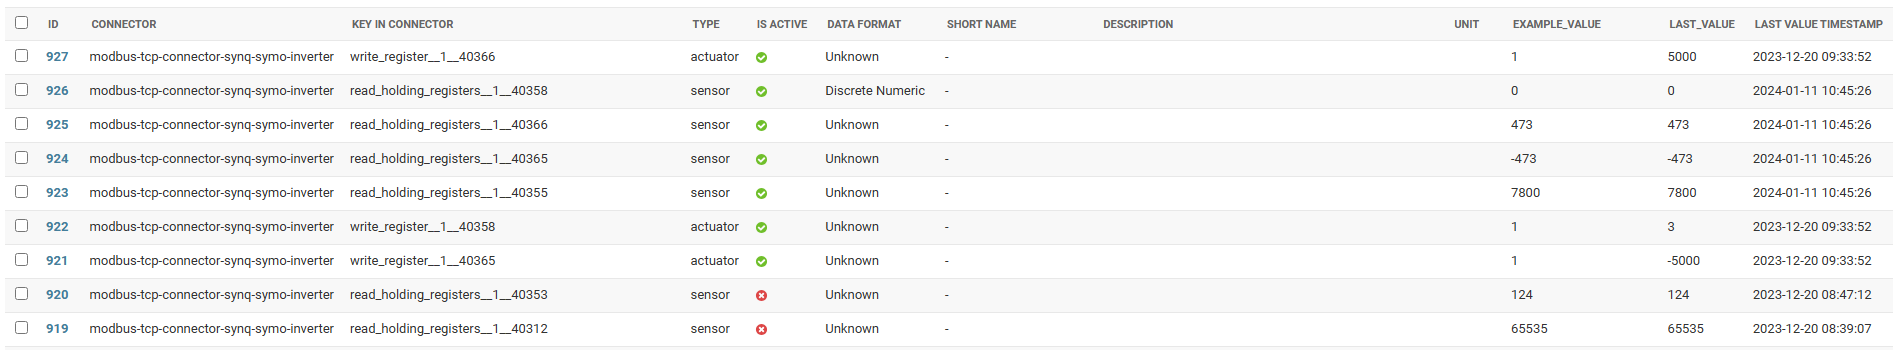 ID CONNECTOR KEY IN CONNECTOR TYPE IS ACTIVE DATA FORMAT SHORT NAME DESCRIPTION UNIT EXAMPLE_VALUE LAST_VALUE LAST VALUE TIMESTAMP
927 modbus-tcp-connector-synq-symo-inverter write_register__1__40366 actuator Unknown - 1 5000 2023-12-20 09:33:52
926 modbus-tcp-connector-synq-symo-inverter read_holding_registers__1__40358 sensor Discrete Numeric - 0 0 2024-01-11 10:45:26
925 modbus-tcp-connector-synq-symo-inverter read_holding_registers__1__40366 sensor Unknown - 473 473 2024-01-11 10:45:26
924 modbus-tcp-connector-synq-symo-inverter read_holding_registers__1__40365 sensor Unknown - -473 -473 2024-01-11 10:45:26
923 modbus-tcp-connector-synq-symo-inverter read_holding_registers__1__40355 sensor Unknown - 7800 7800 2024-01-11 10:45:26
922 modbus-tcp-connector-synq-symo-inverter write_register__1__40358 actuator Unknown - 1 3 2023-12-20 09:33:52
921 modbus-tcp-connector-synq-symo-inverter write_register__1__40365 actuator Unknown - 1 -5000 2023-12-20 09:33:52
920 modbus-tcp-connector-synq-symo-inverter read_holding_registers__1__40353 sensor Unknown - 124 124 2023-12-20 08:47:12
919 modbus-tcp-connector-synq-symo-inverter read_holding_registers__1__40312 sensor Unknown - 65535 65535 2023-12-20 08:39:07